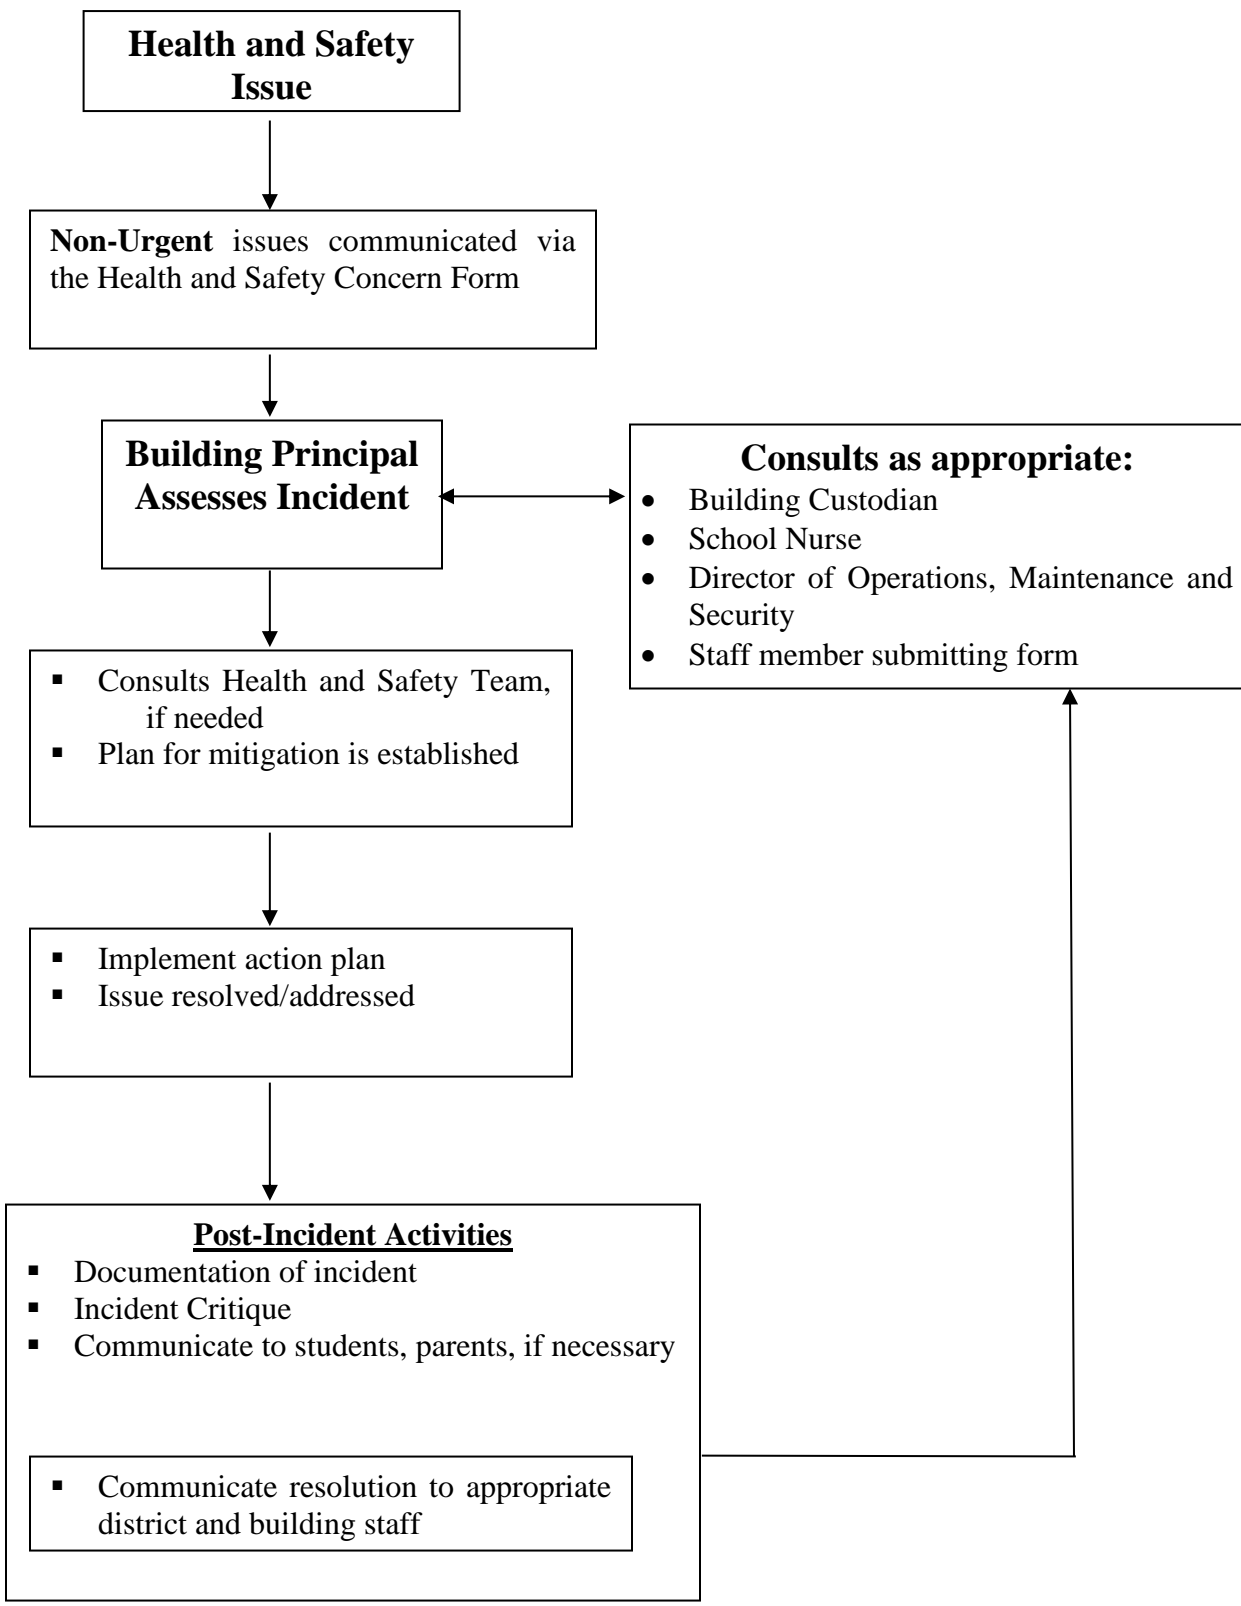 Health and Safety
Issue
Non-Urgent issues communicated via
the Health and Safety Concern Form
Building Principal
Assesses Incident
Consults as appropriate:
• Building Custodian
• School Nurse
• Director of Operations, Maintenance and
Security
• Staff member submitting form
▪ Consults Health and Safety Team,
if needed
▪ Plan for mitigation is established
▪ Implement action plan
▪ Issue resolved/addressed
Post-Incident Activities
▪ Documentation of incident
▪ Incident Critique
▪ Communicate to students, parents, if necessary
▪ Communicate resolution to appropriate
district and building staff